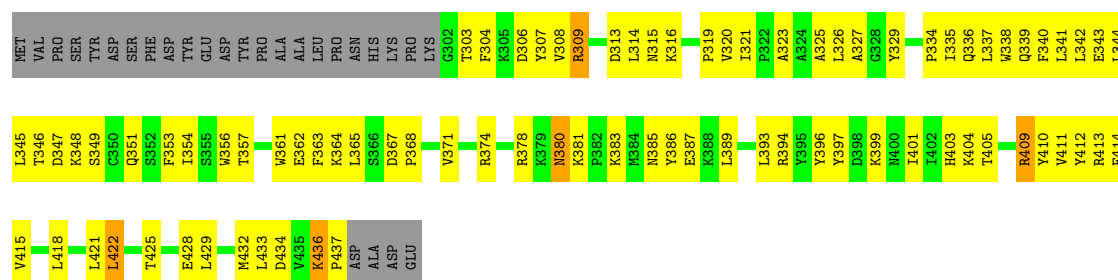 MET VAL PRO SER TYR ASP SER PHE ASP TYR GLU ASP TYR PRO ALA ALA LEU PRO ASN HIS LYS PRO LYS G302 T303 F304 K305 D306 Y307 V308 R309 D313 L314 N315 K316 P319 V320 I321 P322 A323 A324 A325 L326 A327 G328 Y329 P334 I335 Q336 L337 W338 Q339 F340 L341 L342 E343 L344
L345 T346 D347 K348 S349 C350 Q351 S352 F353 I354 S355 W356 T357 W361 E362 F363 K364 L365 S366 D367 P368 V371 R374 R378 K379 N380 K381 P382 K383 M384 N385 Y386 E387 K388 L389 L393 R394 Y395 Y396 Y397 D398 K399 N400 I401 I402 H403 K404 T405 R409 Y410 V411 Y412 R413 F414
V415 L418 L421 L422 T425 E428 L429 M432 L433 D434 V435 K436 P437 ASP ALA ASP GLU